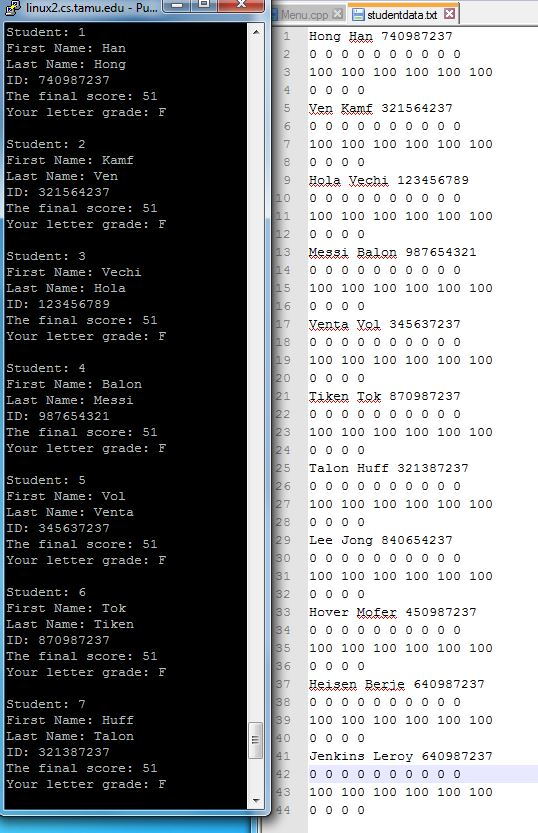 linux2.cs.tamu.edu - Pu...
Student: 1
First Name: Han
Last Name: Hong
ID: 740987237
The final score: 51
Your letter grade: F
Student: 2
First Name: Kamf
Last Name: Ven
ID: 321564237
The final score: 51
Your letter grade: F
Student: 3
First Name: Vechi
Last Name: Hola
ID: 123456789
The final score: 51
Your letter grade: F
Student: 4
First Name: Balon
Last Name: Messi
ID: 987654321
The final score: 51
Your letter grade: F
Student: 5
First Name: Vol
Last Name: Venta
ID: 345637237
The final score: 51
Your letter grade: F
Student: 6
First Name: Tok
Last Name: Tiken
ID: 870987237
The final score: 51
Your letter grade: F
Student: 7
First Name: Huff
Last Name: Talon
ID: 321387237
The final score: 51
Your letter grade: F
Menu.cpp studentdata.txt
1 Hong Han 740987237
2 0 0 0 0 0 0 0 0 0 0
3 100 100 100 100 100 100
4 0 0 0 0
5 Ven Kamf 321564237
6 0 0 0 0 0 0 0 0 0 0
7 100 100 100 100 100 100
8 0 0 0 0
9 Hola Vechi 123456789
10 0 0 0 0 0 0 0 0 0 0
11 100 100 100 100 100 100
12 0 0 0 0
13 Messi Balon 987654321
14 0 0 0 0 0 0 0 0 0 0
15 100 100 100 100 100 100
16 0 0 0 0
17 Venta Vol 345637237
18 0 0 0 0 0 0 0 0 0 0
19 100 100 100 100 100 100
20 0 0 0 0
21 Tiken Tok 870987237
22 0 0 0 0 0 0 0 0 0 0
23 100 100 100 100 100 100
24 0 0 0 0
25 Talon Huff 321387237
26 0 0 0 0 0 0 0 0 0 0
27 100 100 100 100 100 100
28 0 0 0 0
29 Lee Jong 840654237
30 0 0 0 0 0 0 0 0 0 0
31 100 100 100 100 100 100
32 0 0 0 0
33 Hover Mofer 450987237
34 0 0 0 0 0 0 0 0 0 0
35 100 100 100 100 100 100
36 0 0 0 0
37 Heisen Berje 640987237
38 0 0 0 0 0 0 0 0 0 0
39 100 100 100 100 100 100
40 0 0 0 0
41 Jenkins Leroy 640987237
42 0 0 0 0 0 0 0 0 0 0
43 100 100 100 100 100 100
44 0 0 0 0